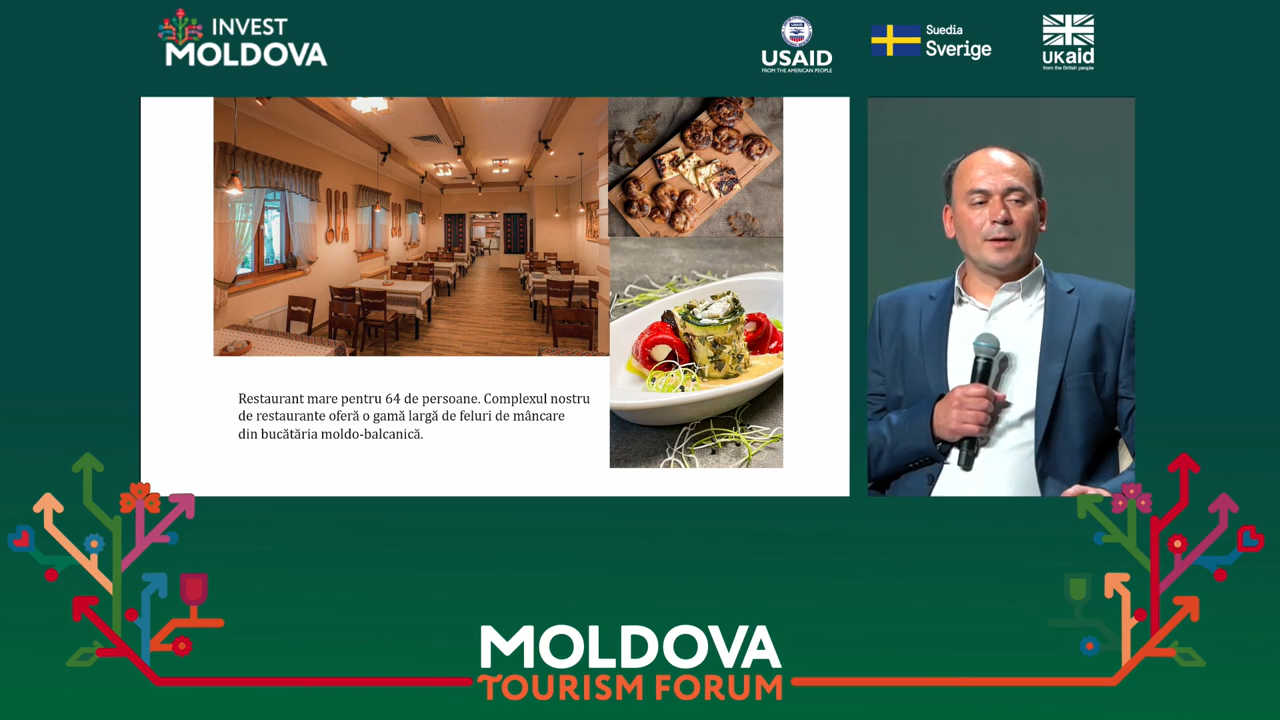 INVEST
MOLDOVA
USAID
FROM THE AMERICAN PEOPLE
Suedia
Sverige
UKaid
from the British people
Restaurant mare pentru 64 de persoane. Complexul nostru
de restaurante oferă o gamă largă de feluri de mâncare
din bucătăria moldo-balcanică.
MOLDOVA
TOURISM FORUM